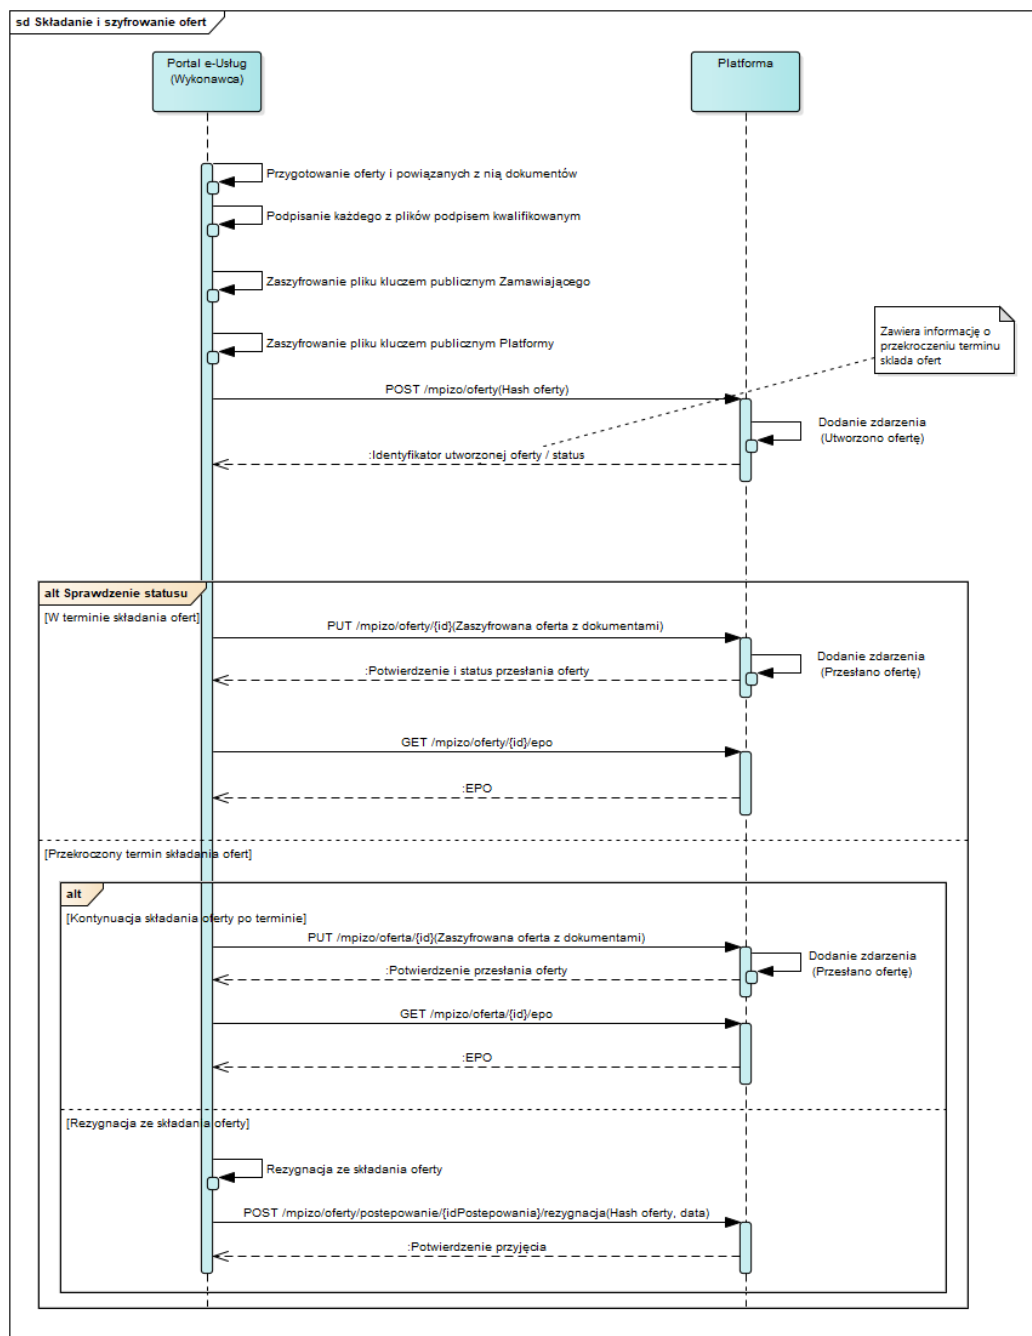 sd Składanie i szyfrowanie ofert
Portal e-Usług
(Wykonawca)
Platforma
Przygotowanie oferty i powiązanych z nią dokumentów
Podpisanie każdego z plików podpisem kwalifikowanym
Zaszyfrowanie pliku kluczem publicznym Zamawiającego
Zawiera informację o
przekroczeniu terminu
sklada ofert
Zaszyfrowanie pliku kluczem publicznym Platformy
POST /mpizo/oferty(Hash oferty)
Dodanie zdarzenia
(Utworzono ofertę)
:Identyfikator utworzonej oferty / status
alt Sprawdzenie statusu
[W terminie składania ofert]
PUT /mpizo/oferty/{id}(Zaszyfrowana oferta z dokumentami)
Dodanie zdarzenia
(Przesłano ofertę)
:Potwierdzenie i status przesłania oferty
GET /mpizo/oferty/{id}/epo
:EPO
[Przekroczony termin składania ofert]
alt
[Kontynuacja składania oferty po terminie]
PUT /mpizo/oferta/{id}(Zaszyfrowana oferta z dokumentami)
Dodanie zdarzenia
(Przesłano ofertę)
:Potwierdzenie przesłania oferty
GET /mpizo/oferta/{id}/epo
:EPO
[Rezygnacja ze składania oferty]
Rezygnacja ze składania oferty
POST /mpizo/oferty/postepowanie/{idPostepowania}/rezygnacja(Hash oferty, data)
:Potwierdzenie przyjęcia